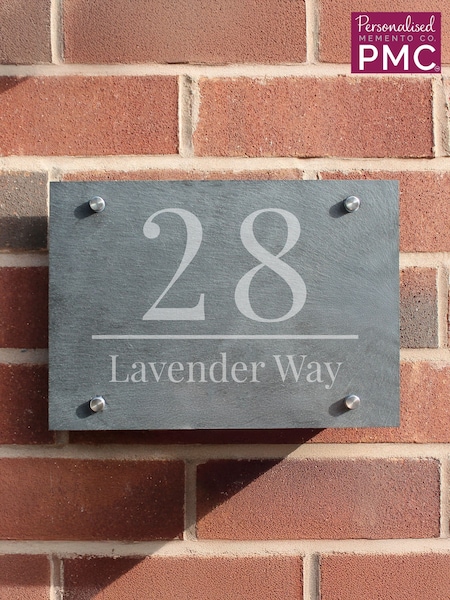 Personalised
MEMENTO CO.
PMC®
28
Lavender Way